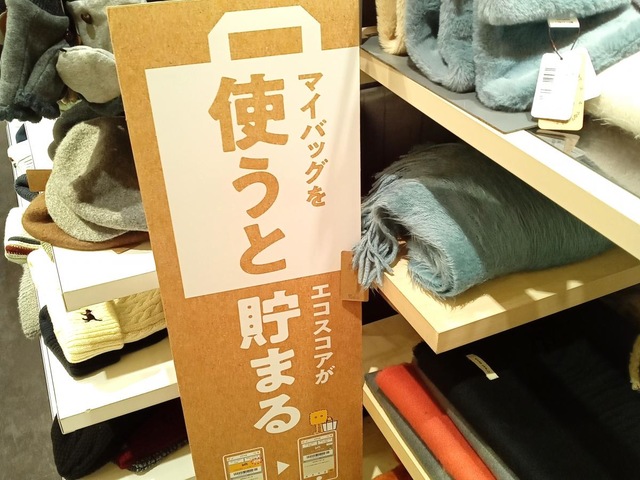 マイバッグを
使うと
エコスコアが
貯まる